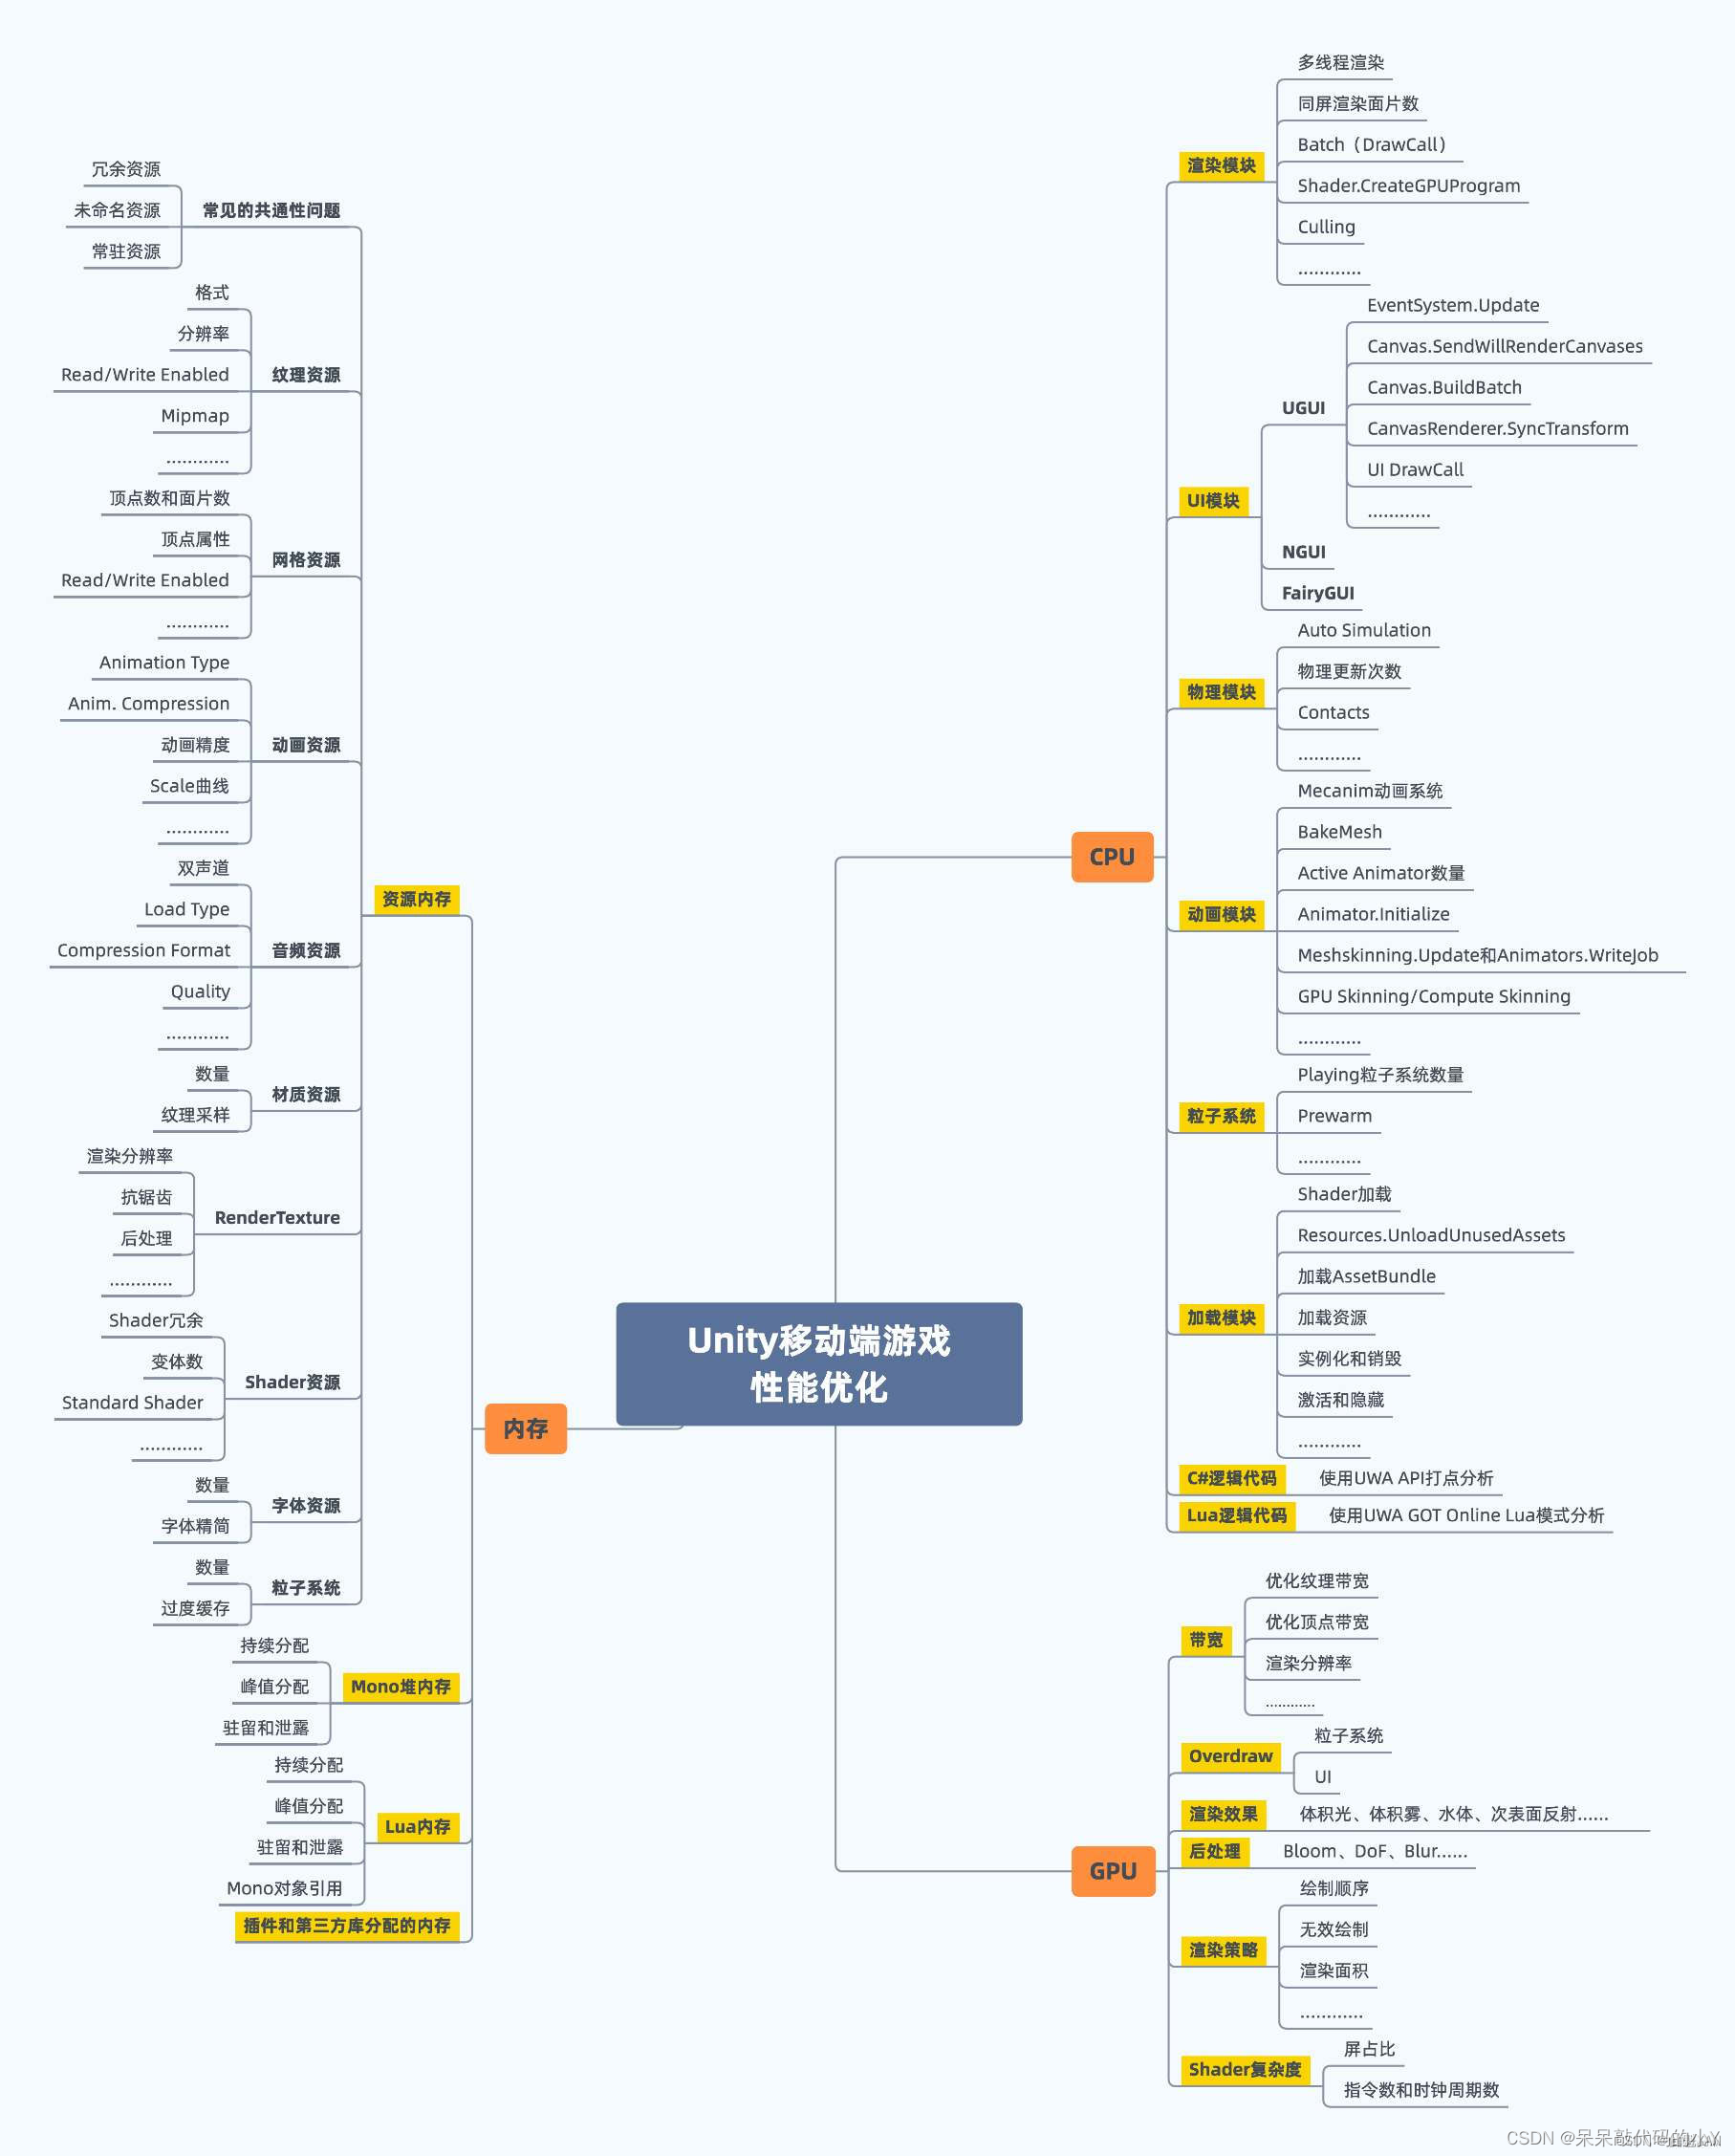 Unity移动端游戏
性能优化
CPU
渲染模块
多线程渲染
同屏渲染面片数
Batch（DrawCall）
Shader.CreateGPUProgram
Culling
............
UI模块
UGUI
EventSystem.Update
Canvas.SendWillRenderCanvases
Canvas.BuildBatch
CanvasRenderer.SyncTransform
UI DrawCall
............
NGUI
FairyGUI
物理模块
Auto Simulation
物理更新次数
Contacts
............
动画模块
Mecanim动画系统
BakeMesh
Active Animator数量
Animator.Initialize
Meshskinning.Update和Animators.WriteJob
GPU Skinning/Compute Skinning
............
粒子系统
Playing粒子系统数量
Prewarm
............
加载模块
Shader加载
Resources.UnloadUnusedAssets
加载AssetBundle
加载资源
实例化和销毁
激活和隐藏
............
C#逻辑代码
使用UWA API打点分析
Lua逻辑代码
使用UWA GOT Online Lua模式分析
GPU
带宽
优化纹理带宽
优化顶点带宽
渲染分辨率
............
Overdraw
粒子系统
UI
渲染效果
体积光、体积雾、水体、次表面反射......
后处理
Bloom、DoF、Blur......
渲染策略
绘制顺序
无效绘制
渲染面积
............
Shader复杂度
屏占比
指令数和时钟周期数
内存
资源内存
常见的共通性问题
冗余资源
未命名资源
常驻资源
纹理资源
格式
分辨率
Read/Write Enabled
Mipmap
............
网格资源
顶点数和面片数
顶点属性
Read/Write Enabled
............
动画资源
Animation Type
Anim. Compression
动画精度
Scale曲线
............
音频资源
双声道
Load Type
Compression Format
Quality
............
材质资源
数量
纹理采样
RenderTexture
渲染分辨率
抗锯齿
后处理
............
Shader资源
Shader冗余
变体数
Standard Shader
............
字体资源
数量
字体精简
粒子系统
数量
过度缓存
Mono堆内存
持续分配
峰值分配
驻留和泄露
Lua内存
持续分配
峰值分配
驻留和泄露
Mono对象引用
插件和第三方库分配的内存
CSDN @呆呆敲代码的小Y